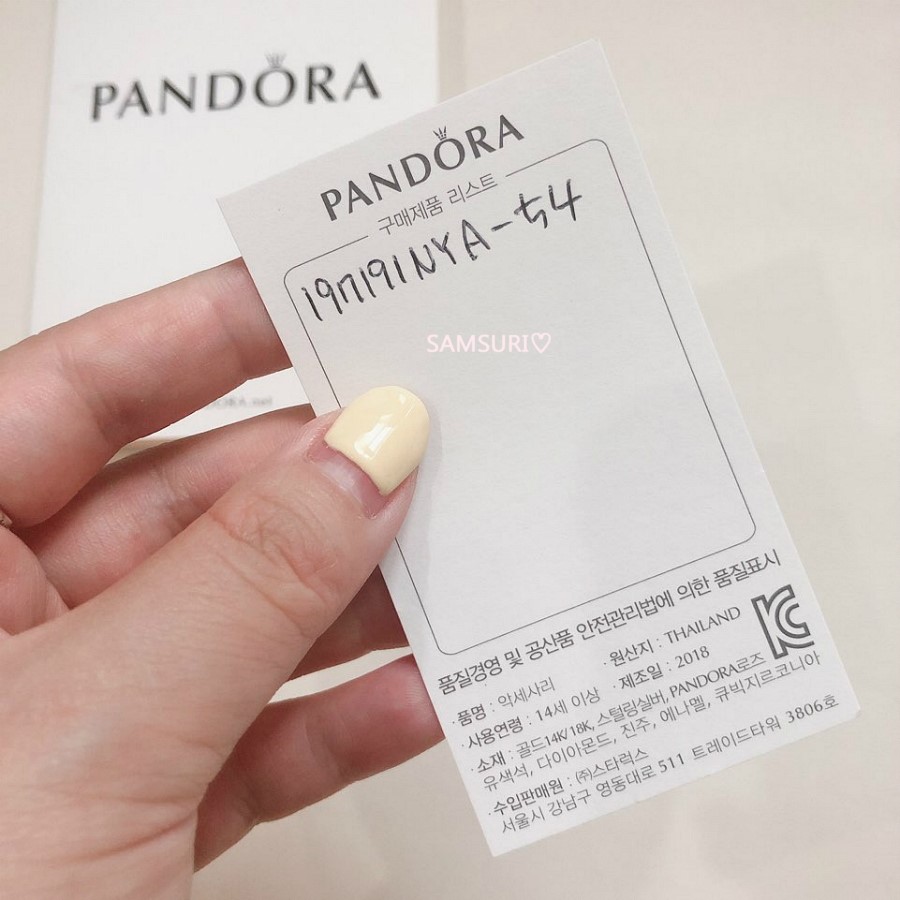 PANDORA
PANDORA
구매제품 리스트
197191NYA-54
SAMSURI♡
품질경영 및 공산품 안전관리법에 의한 품질표시
· 품명 : 악세사리 · 원산지 : THAILAND
· 사용연령 : 14세 이상 · 제조일 : 2018
· 소재 : 골드14K/18K, 스털링실버, PANDORA로즈
유색석, 다이아몬드, 진주, 에나멜, 큐빅지르코니아
· 수입판매원 : ㈜스타럭스
서울시 강남구 영동대로 511 트레이드타워 3806호